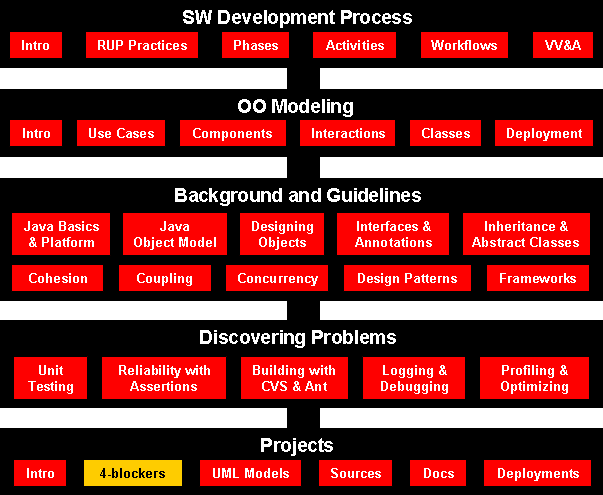 SW Development Process
Intro RUP Practices Phases Activities Workflows VV&A
OO Modeling
Intro Use Cases Components Interactions Classes Deployment
Background and Guidelines
Java Basics Java Designing Interfaces & Inheritance &
& Platform Object Model Objects Annotations Abstract Classes
Cohesion Coupling Concurrency Design Patterns Frameworks
Discovering Problems
Unit Reliability with Building with Logging & Profiling &
Testing Assertions CVS & Ant Debugging Optimizing
Projects
Intro 4-blockers UML Models Sources Docs Deployments